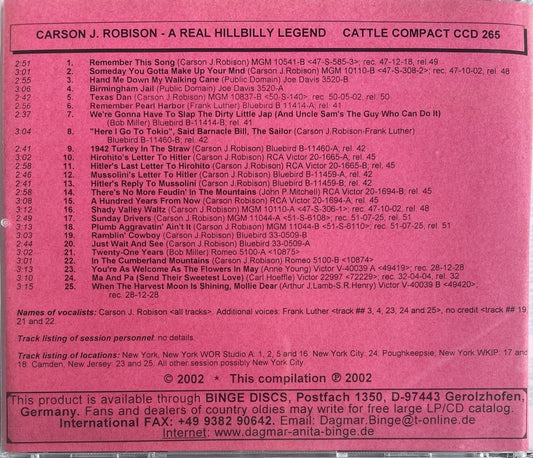 CARSON J. ROBISON - A REAL HILLBILLY LEGEND CATTLE COMPACT CCD 265
2:51 1. Remember This Song (Carson J. Robison) MGM 10541-B <47-S-585-3>; rec. 47-12-18, rel.49
3:01 2. Someday You Gotta Make Up Your Mnd (Carson J. Robison) MGM 10110-B <47-S-308-2>; rec. 47-10-02, rel. 48
2:55 3. Hand Me Down My Walking Cane (Public Domain) Joe Davis 3520-B
3:06 4. Birmingham Jail (Public Domain) Joe Davis 3520-A
2:42 5. Texas Dan (Carson J. Robison) MGM 10837-B <50-S-140>, rec. 50-05-02, rel. 50
2:56 6. Remember Pearl Harbor (Frank Luther) Bluebird B 11414-A; rel. 41
2:37 7. We're Gonna Have To Slap The Dirty Little Jap (And Uncle Sam's The Guy Who Can Do It)
(Bob Miller) Bluebird B-11414-B; rel. 41
3:04 8. "Here I Go To Tokio", Said Barnacle Bill, The Sailor (Carson J.Robison-Frank Luther)
Bluebird B-11460-B; rel. 42
2:41 9. 1942 Turkey In The Straw (Carson J. Robison) Bluebird B-11460-A, rel. 42
3:02 10. Hirohito's Letter To Hitler (Carson J. Robison) RCA Victor 20-1665-A, rel. 45
2:58 11. Hitler's Last Letter To Hirohito (Carson J.Robison) RCA Victor 20-1665-B; rel. 45
2:46 12. Mussolini's Letter To Hitler (Carson J.Robison) Bluebird B-11459-A, rel. 42
2:41 13. Hitler's Reply To Mussolini (Carson J.Robison) Bluebird B-11459-B; rel. 42
2:58 14. There's No More Feudin' In The Mountains (John P.Mitchell) RCA Victor 20-1694-B; rel. 45
3:08 15. A Hundred Years From Now (Carson J. Robison) RCA Victor 20-1694-A, rel. 45
3:12 16. Shady Valley Waltz (Carson J.Robison) MGM 10110-A <47-S-306-1>; rec. 47-10-02, rel. 48
2:49 17. Sunday Drivers (Carson J.Robison) MGM 11044-A <51-S-6108>; rec. 51-07-25, rel. 51
3:13 18. Plumb Aggravatin' Ain't It (Carson J.Robison) MGM 11044-B <51-S-6110>; rec. 51-07-25, rel. 51
2:53 19. Ramblin' Cowboy (Carson J.Robison) Bluebird 33-0509-B
2:44 20. Just Wait And See (Carson J.Robison) Bluebird 33-0509-A
3:02 21. Twenty-One Years (Bob Miller) Romeo 5100-A <10875>
3:01 22. In The Cumberland Mountains (Carson J.Robison) Romeo 5100-B <10874>
3:13 23. You're As Welcome As The Flowers In May (Anne Young) Victor V-40039 A <49419>; rec. 28-12-28
3:10 24. Ma And Pa (Send Their Sweetest Love) (Carl Hoeffle) Victor 22997 <72229>; rec. 32-04-04, rel. 32
3:15 25. When The Harvest Moon Is Shining, Mollie Dear (Arthur J.Lamb-S.R.Henry) Victor V-40039 B <49420>,
rec. 28-12-28
Names of vocalists: Carson J. Robison <all tracks>. Additional voices: Frank Luther <track ## 3, 4, 23, 24 and 25>, no credit <track ## 19,
21 and 22.
Track listing of session personnel: no details.
Track listing of locations: New York, New York WOR Studio A: 1, 2, 5 and 16. New York City: 24. Poughkeepsie; New York WKIP: 17 and
18. Camden, New Jersey: 23 and 25. All other sessions possibly New York City.
© 2002 * This compilation ℗ 2002
This product is available through BINGE DISCS, Postfach 1350, D-97443 Gerolzhofen,
Germany. Fans and dealers of country oldies may write for free large LP/CD catalog.
International FAX: +49 9382 90642. Email: Dagmar.Binge@t-online.de
Internet: www.dagmar-anita-binge.de